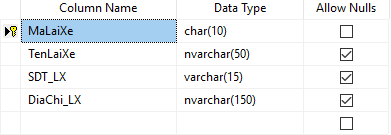 Column Name Data Type Allow Nulls
MaLaiXe char(10)
TenLaiXe nvarchar(50)
SDT_LX varchar(15)
DiaChi_LX nvarchar(150)